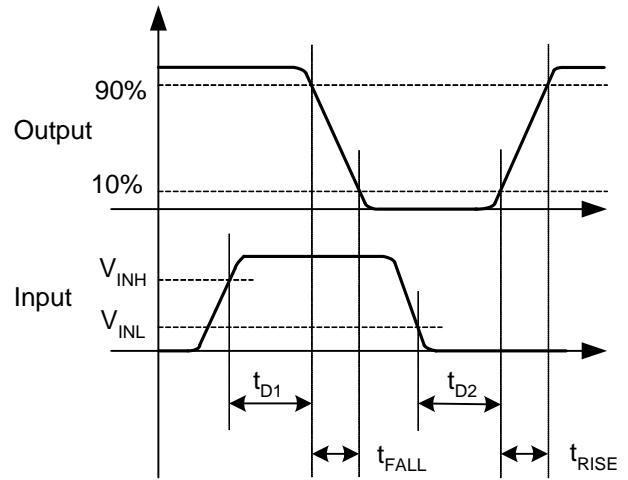 90%
Output
10%
V_INH
Input
V_INL
t_D1
t_D2
t_FALL
t_RISE